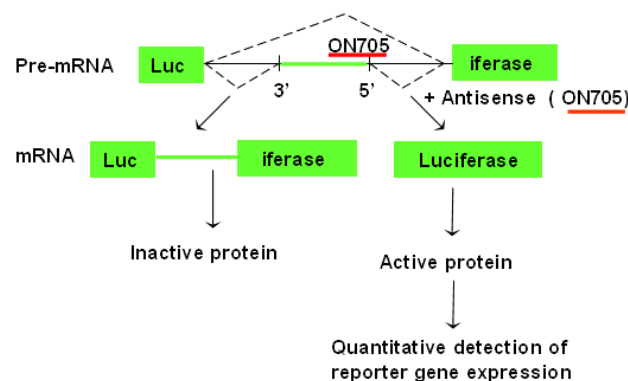 ON705
Pre-mRNA
Luc
iferase
3’
5’
+ Antisense ( ON705)
mRNA
Luc
iferase
Luciferase
Inactive protein
Active protein
Quantitative detection of
reporter gene expression